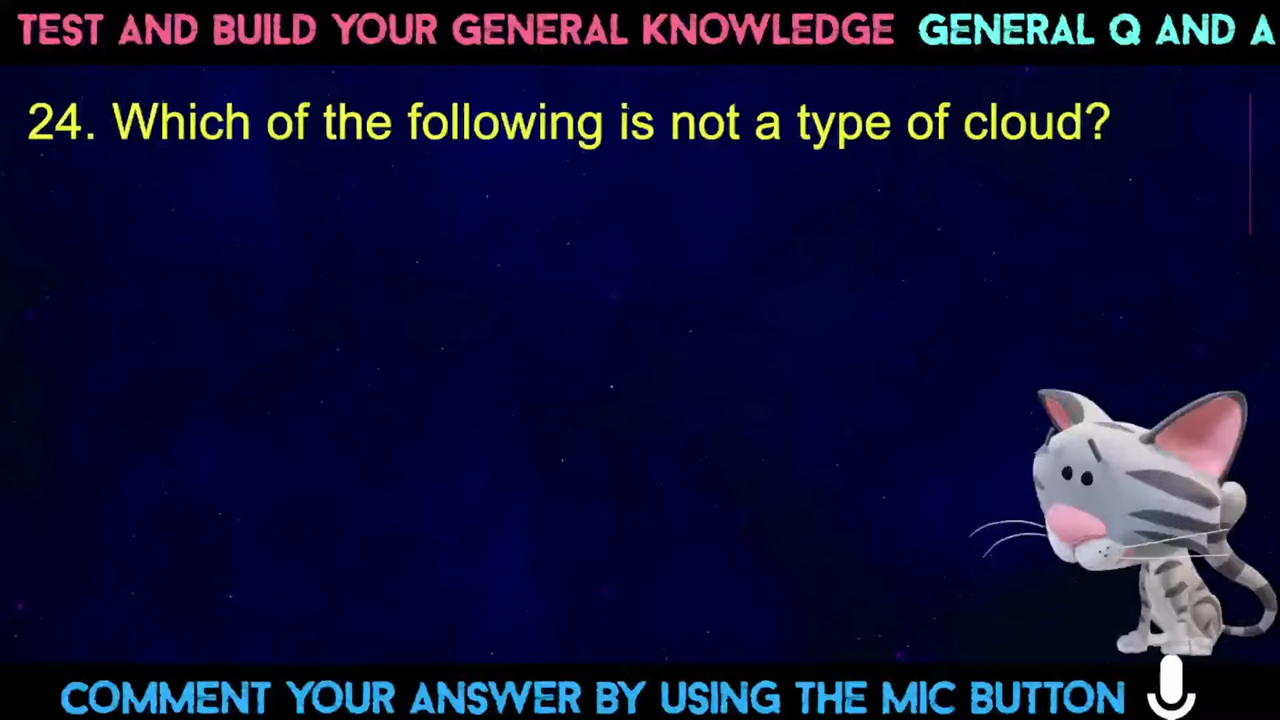 TEST AND BUILD YOUR GENERAL KNOWLEDGE GENERAL Q AND A
24. Which of the following is not a type of cloud?
COMMENT YOUR ANSWER BY USING THE MIC BUTTON